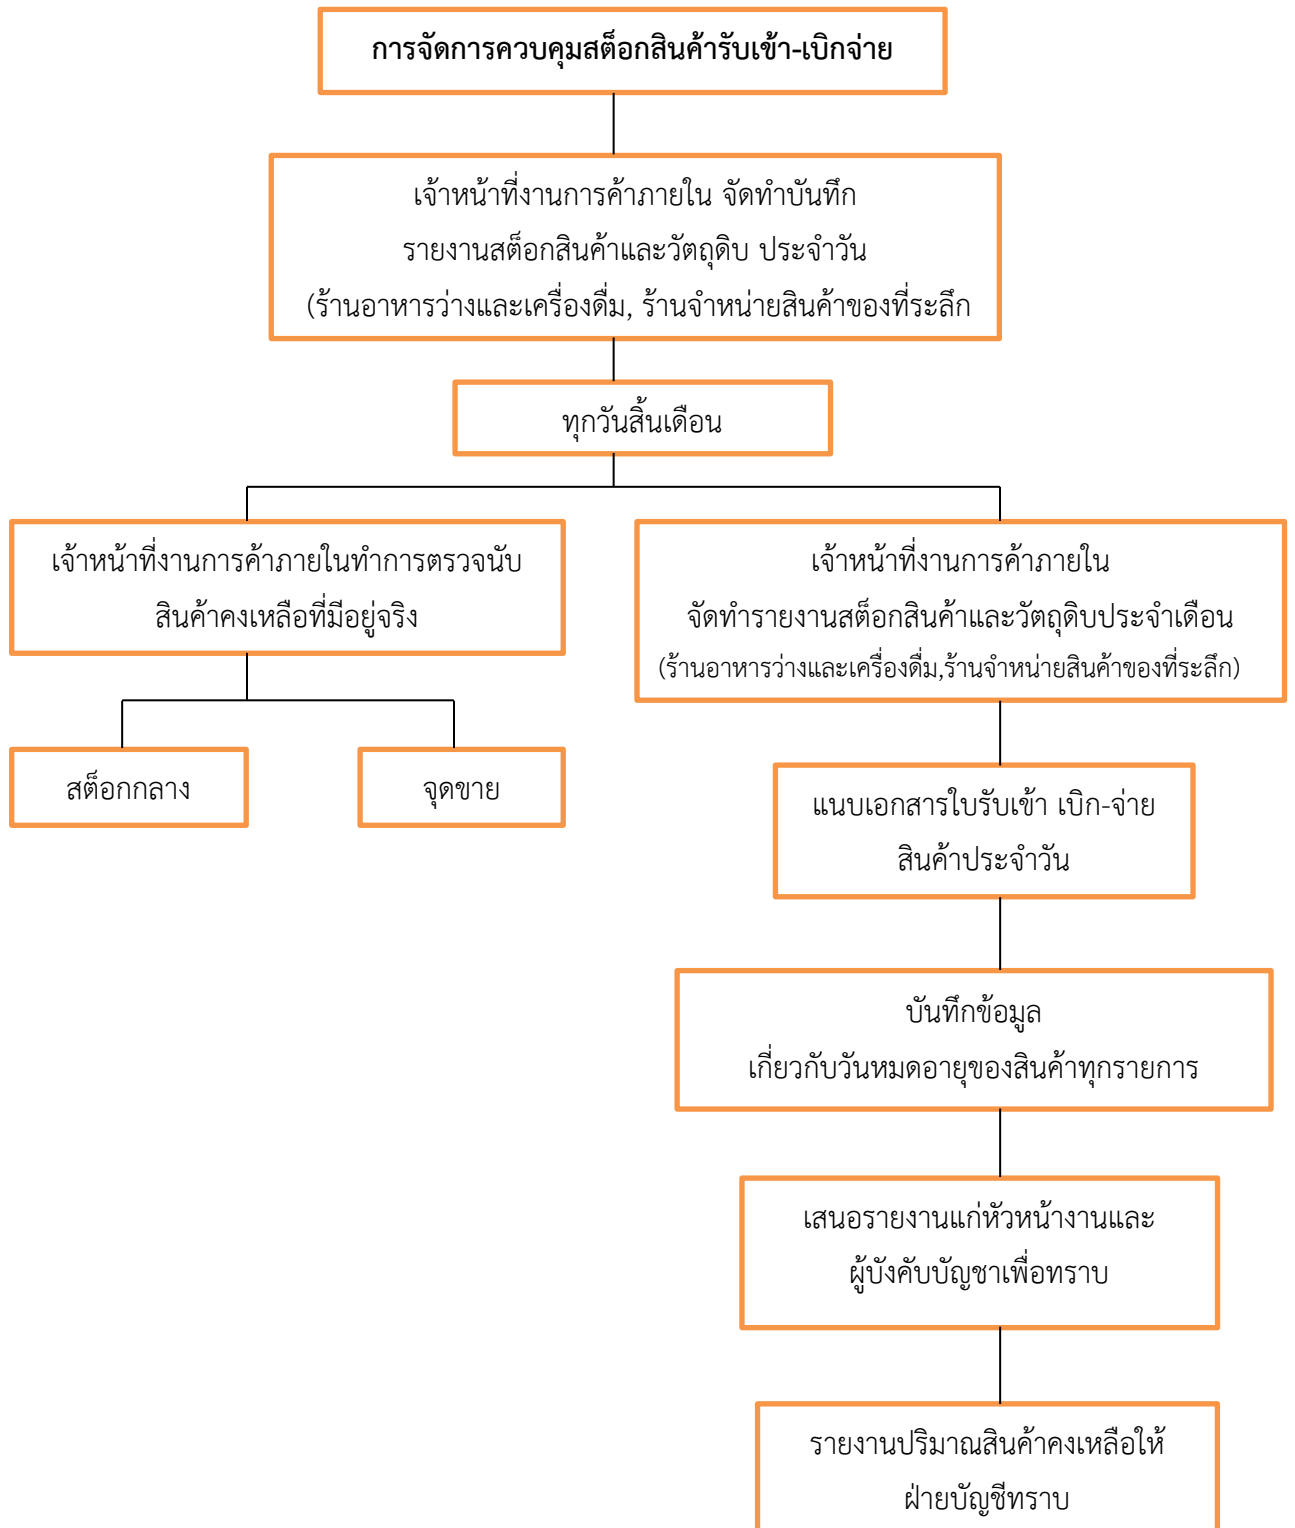 การจัดการควบคุมสต็อกสินค้ารับเข้า-เบิกจ่าย
เจ้าหน้าที่งานการค้าภายใน จัดทำบันทึก
รายงานสต็อกสินค้าและวัตถุดิบ ประจำวัน
(ร้านอาหารว่างและเครื่องดื่ม, ร้านจำหน่ายสินค้าของที่ระลึก
ทุกวันสิ้นเดือน
เจ้าหน้าที่งานการค้าภายในทำการตรวจนับ
สินค้าคงเหลือที่มีอยู่จริง
สต็อกกลาง
จุดขาย
เจ้าหน้าที่งานการค้าภายใน
จัดทำรายงานสต็อกสินค้าและวัตถุดิบประจำเดือน
(ร้านอาหารว่างและเครื่องดื่ม,ร้านจำหน่ายสินค้าของที่ระลึก)
แนบเอกสารใบรับเข้า เบิก-จ่าย
สินค้าประจำวัน
บันทึกข้อมูล
เกี่ยวกับวันหมดอายุของสินค้าทุกรายการ
เสนอรายงานแก่หัวหน้างานและ
ผู้บังคับบัญชาเพื่อทราบ
รายงานปริมาณสินค้าคงเหลือให้
ฝ่ายบัญชีทราบ